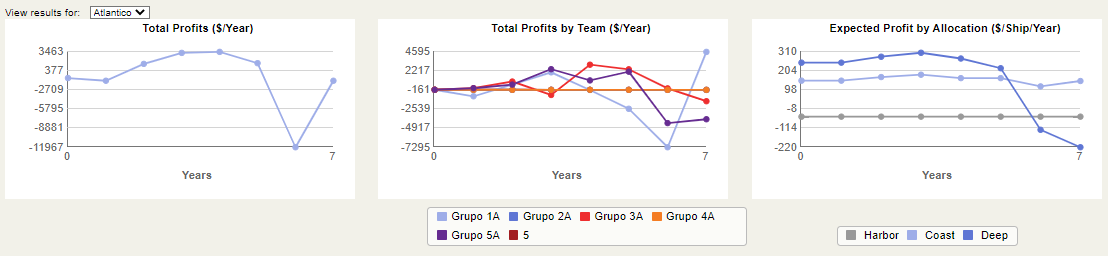 View results for: Atlantico
Total Profits ($/Year)
3463
377
-2709
-5795
-8881
-11967
0
7
Years
Total Profits by Team ($/Year)
4595
2217
-161
-2539
-4917
-7295
0
7
Years
Grupo 1A Grupo 2A Grupo 3A Grupo 4A
Grupo 5A 5
Expected Profit by Allocation ($/Ship/Year)
310
204
98
-8
-114
-220
0
7
Years
Harbor Coast Deep